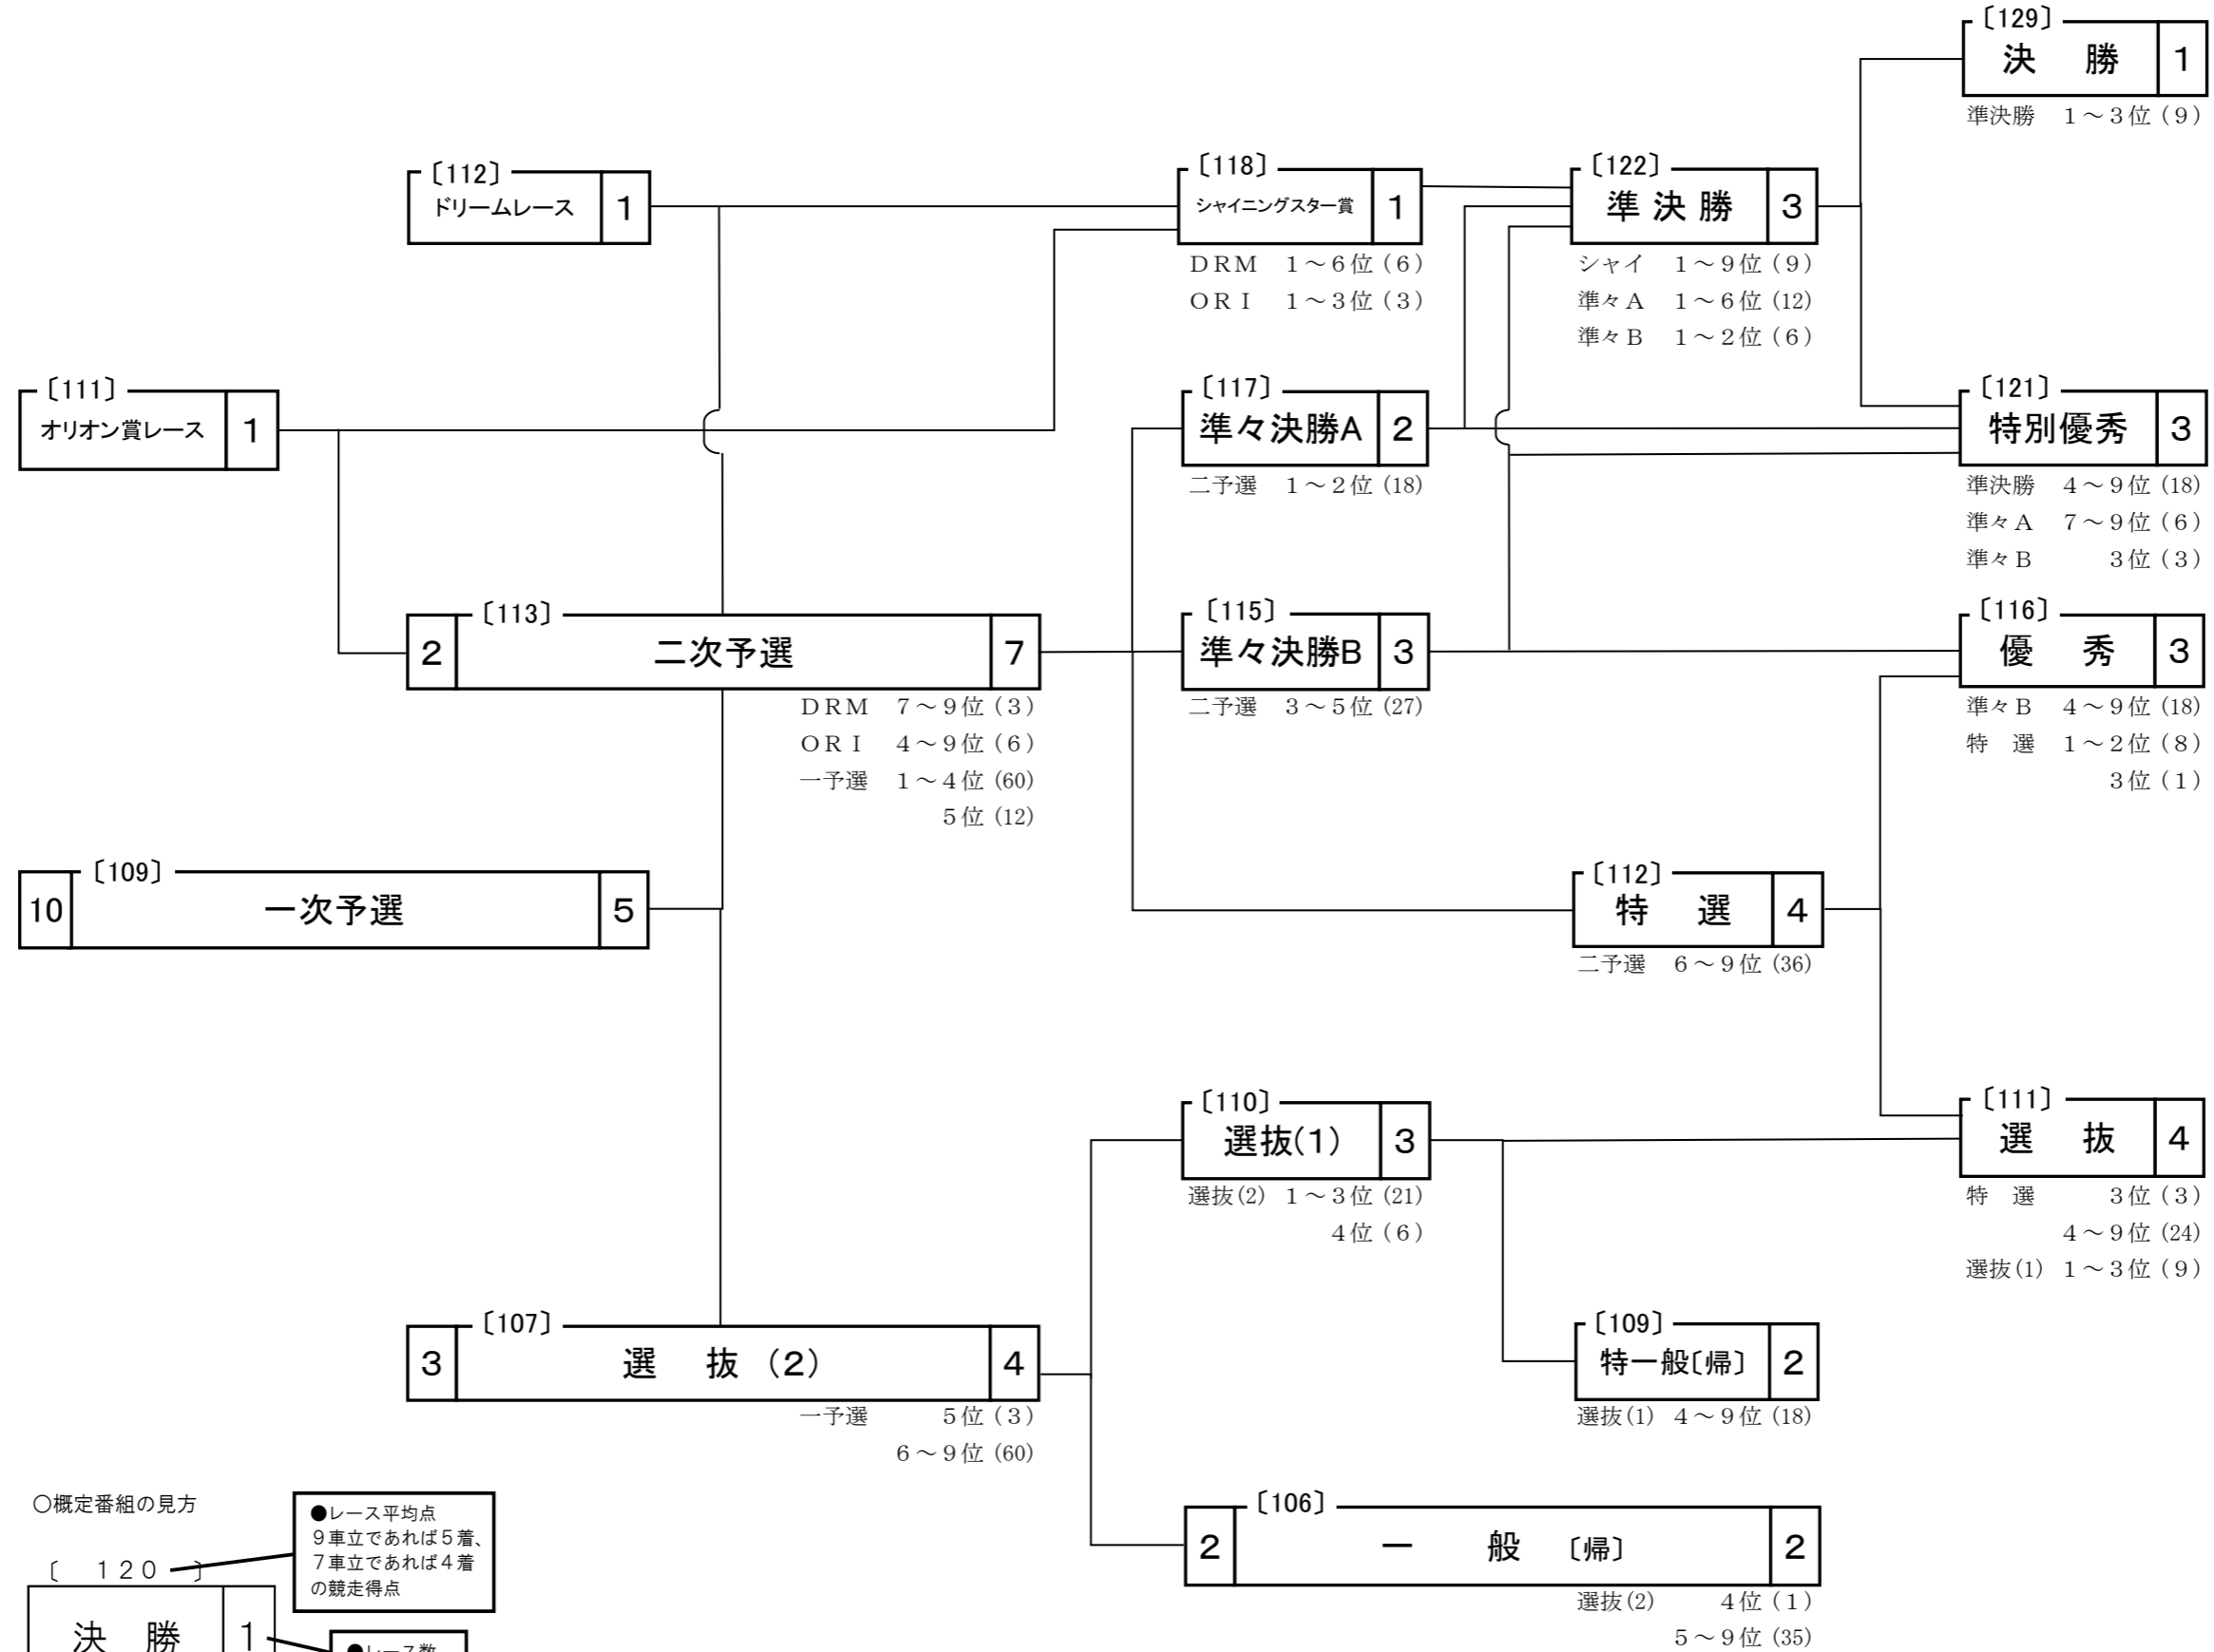 〔129〕
決　勝 1
準決勝　１～３位（９）
〔112〕
ドリームレース 1
〔118〕
シャイニングスター賞 1
ＤＲＭ　１～６位（６）
ＯＲＩ　１～３位（３）
〔122〕
準 決 勝 3
シャイ　１～９位（９）
準々Ａ　１～６位（12）
準々Ｂ　１～２位（６）
〔111〕
オリオン賞レース 1
〔117〕
準々決勝A 2
二予選　１～２位（18）
〔121〕
特別優秀 3
準決勝　４～９位（18）
準々Ａ　７～９位（６）
準々Ｂ　３位（３）
〔113〕
2 二次予選 7
ＤＲＭ　７～９位（３）
ＯＲＩ　４～９位（６）
一予選　１～４位（60）
５位（12）
〔115〕
準々決勝B 3
二予選　３～５位（27）
〔116〕
優　秀 3
準々Ｂ　４～９位（18）
特　選　１～２位（８）
３位（１）
〔109〕
10 一次予選 5
〔112〕
特　選 4
二予選　６～９位（36）
〔110〕
選抜(1) 3
選抜(2)　１～３位（21）
４位（６）
〔111〕
選　抜 4
特　選　３位（３）
４～９位（24）
選抜(1)　１～３位（９）
〔107〕
3 選　抜（2） 4
一予選　５位（３）
６～９位（60）
〔109〕
特一般〔帰〕 2
選抜(1)　４～９位（18）
〔106〕
2 一　般　〔帰〕 2
選抜(2)　４位（１）
５～９位（35）
〇概定番組の見方
●レース平均点
９車立であれば５着、
７車立であれば４着
の競走得点
〔　１２０　〕
決　勝 1
●レース数